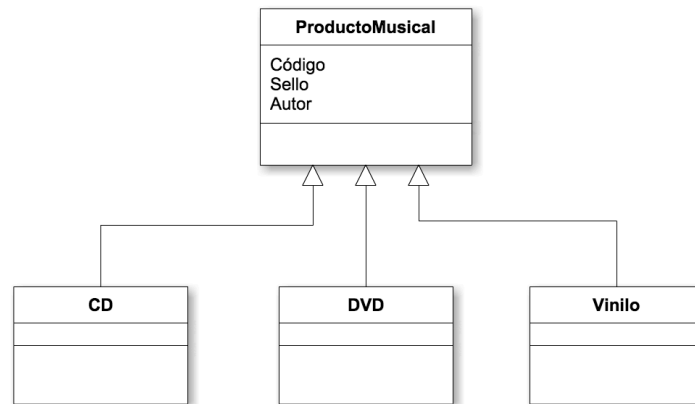 ProductoMusical
Código
Sello
Autor
CD
DVD
Vinilo